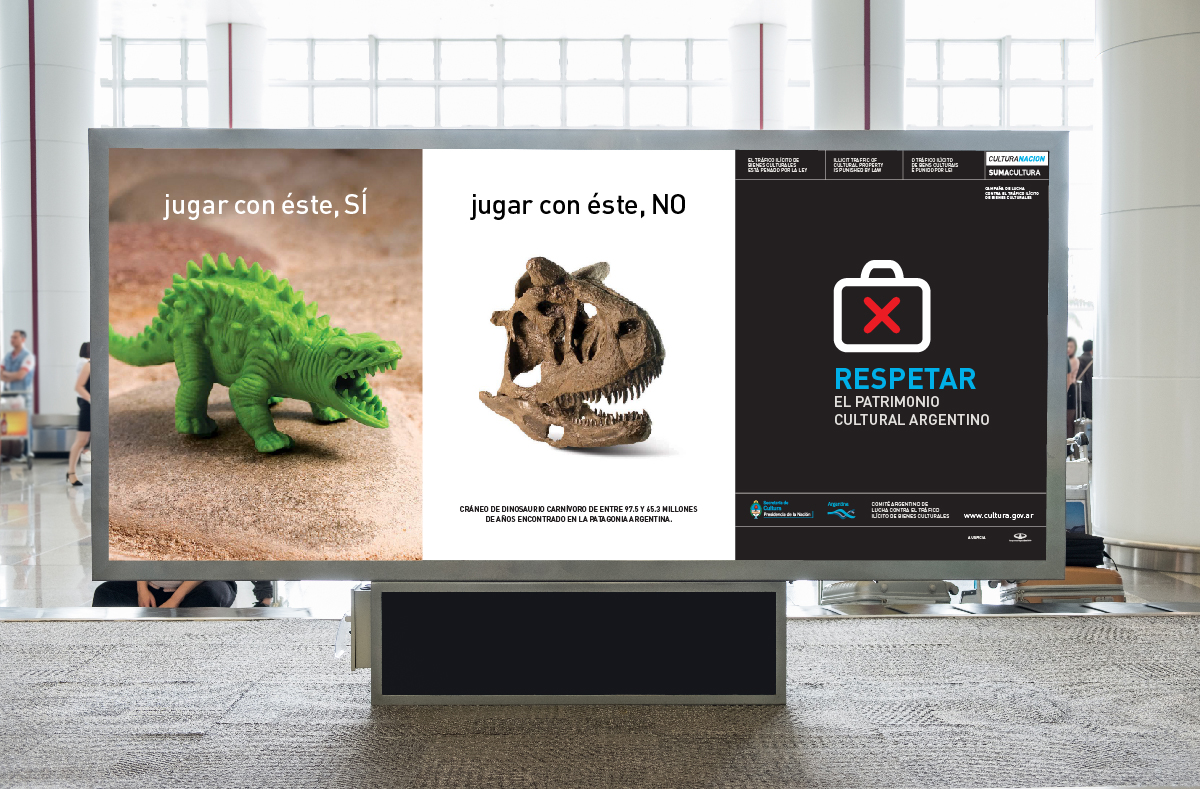 jugar con éste, SÍ
jugar con éste, NO
CRÁNEO DE DINOSAURIO CARNÍVORO DE ENTRE 97.5 Y 65.3 MILLONES
DE AÑOS ENCONTRADO EN LA PATAGONIA ARGENTINA.
EL TRÁFICO ILÍCITO DE
BIENES CULTURALES
ESTÁ PENADO POR LA LEY
ILLICIT TRAFFIC OF
CULTURAL PROPERTY
IS PUNISHED BY LAW
O TRÁFICO ILÍCITO
DE BENS CULTURAIS
É PUNIDO POR LEI
CULTURANACION
SUMACULTURA
CAMPAÑA DE LUCHA
CONTRA EL TRÁFICO ILÍCITO
DE BIENES CULTURALES
RESPETAR
EL PATRIMONIO
CULTURAL ARGENTINO
Secretaría de
Cultura
Presidencia de la Nación
Argentina
COMITÉ ARGENTINO DE
LUCHA CONTRA EL TRÁFICO
ILÍCITO DE BIENES CULTURALES
www.cultura.gov.ar
AUSPICIA